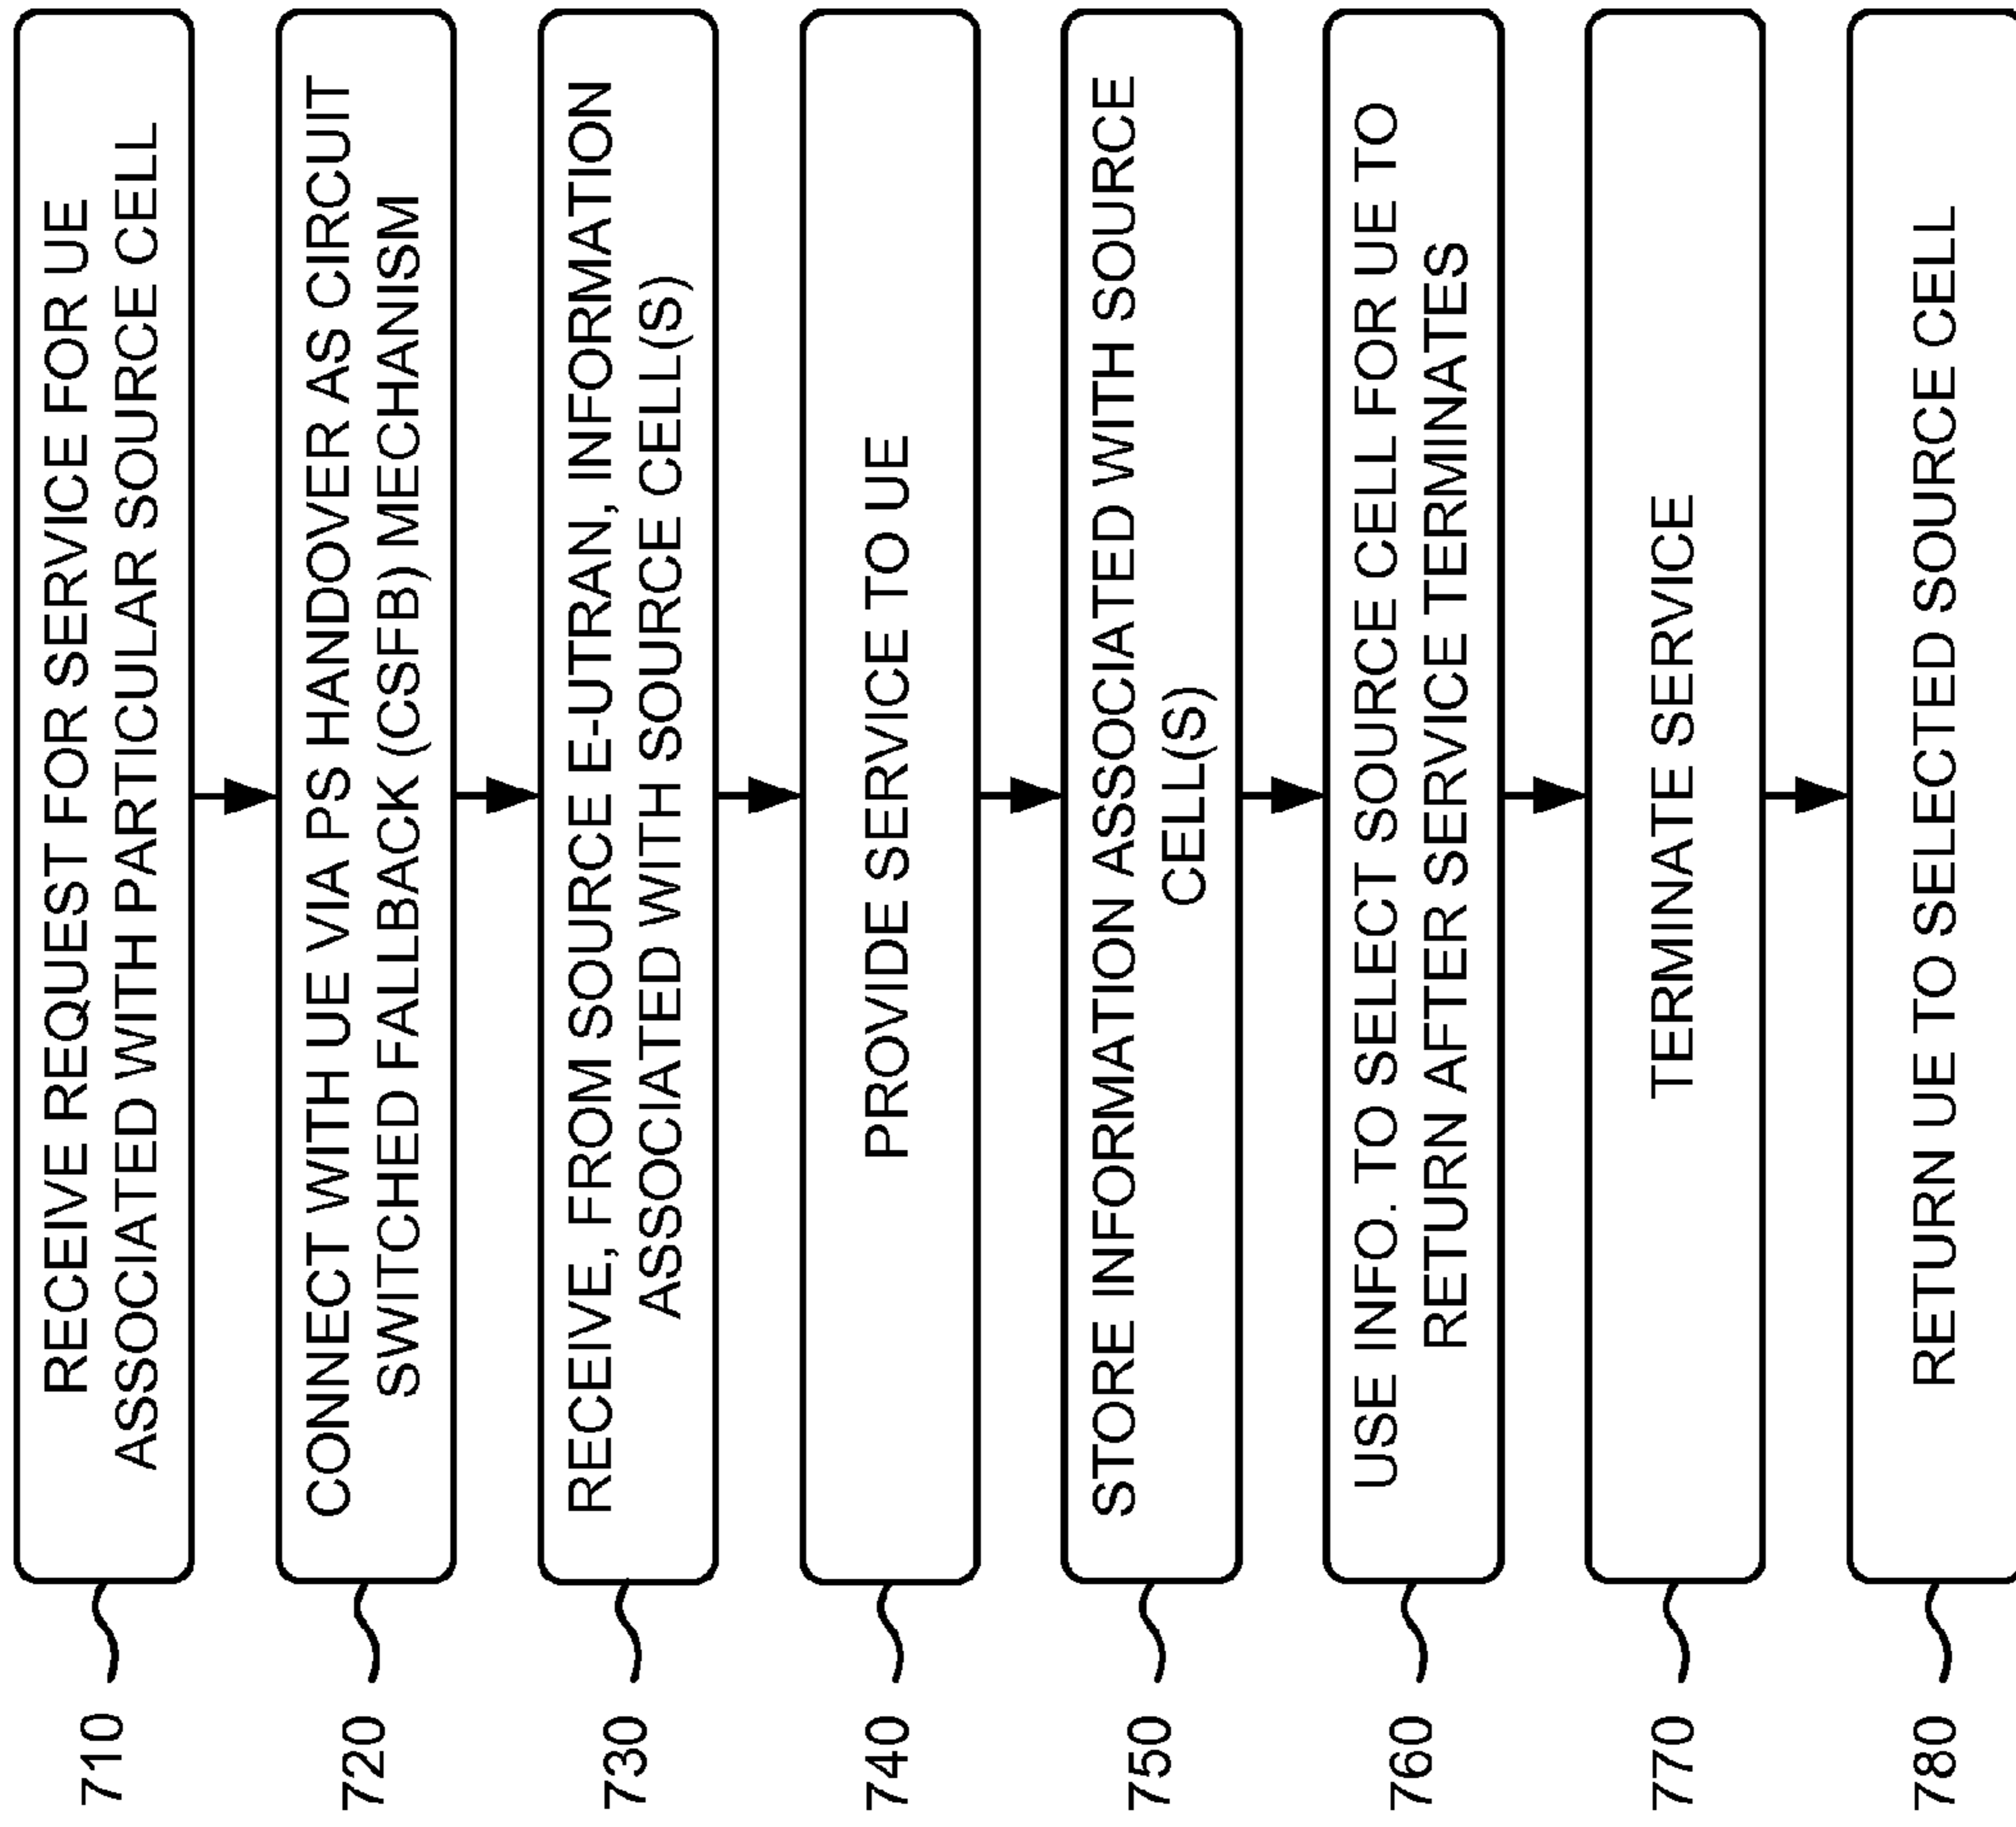 710
RECEIVE REQUEST FOR SERVICE FOR UE
ASSOCIATED WITH PARTICULAR SOURCE CELL
720
CONNECT WITH UE VIA PS HANDOVER AS CIRCUIT
SWITCHED FALLBACK (CSFB) MECHANISM
730
RECEIVE, FROM SOURCE E-UTRAN, INFORMATION
ASSOCIATED WITH SOURCE CELL(S)
740
PROVIDE SERVICE TO UE
750
STORE INFORMATION ASSOCIATED WITH SOURCE
CELL(S)
760
USE INFO. TO SELECT SOURCE CELL FOR UE TO
RETURN AFTER SERVICE TERMINATES
770
TERMINATE SERVICE
780
RETURN UE TO SELECTED SOURCE CELL